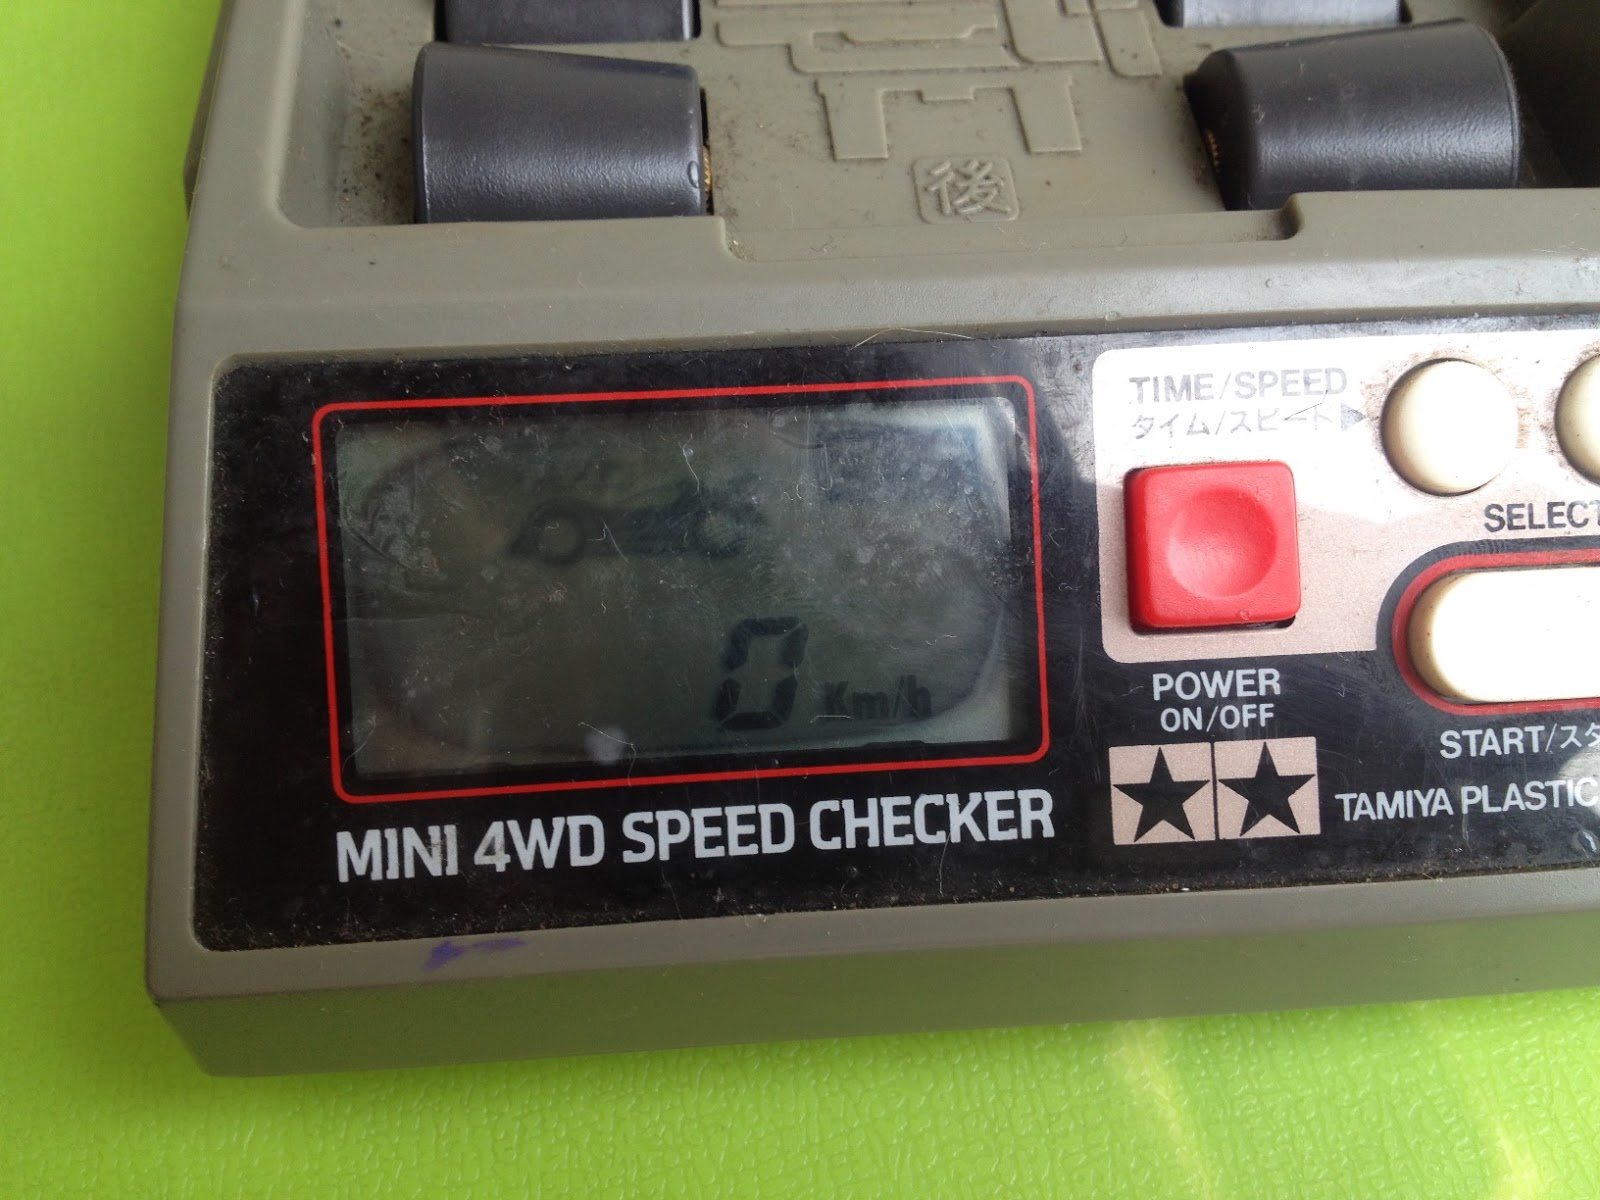 後
TIME/SPEED
タイム/スピード
SELECT
0 Km/h
POWER
ON/OFF
START/スタ
MINI 4WD SPEED CHECKER
TAMIYA PLASTIC